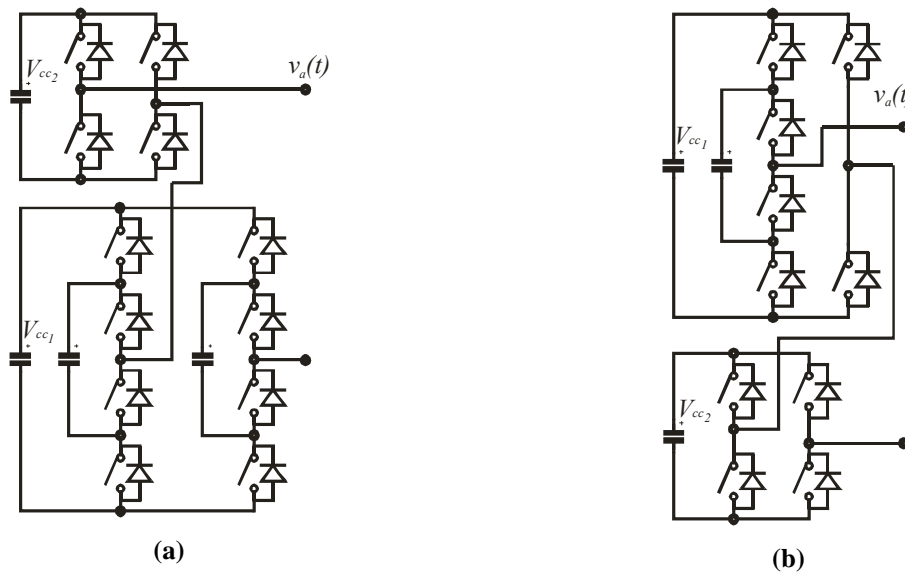 V_cc2
+
v_a(t)
V_cc1
+
+
+
(a)
V_cc1
+
+
v_a(t
V_cc2
+
(b)